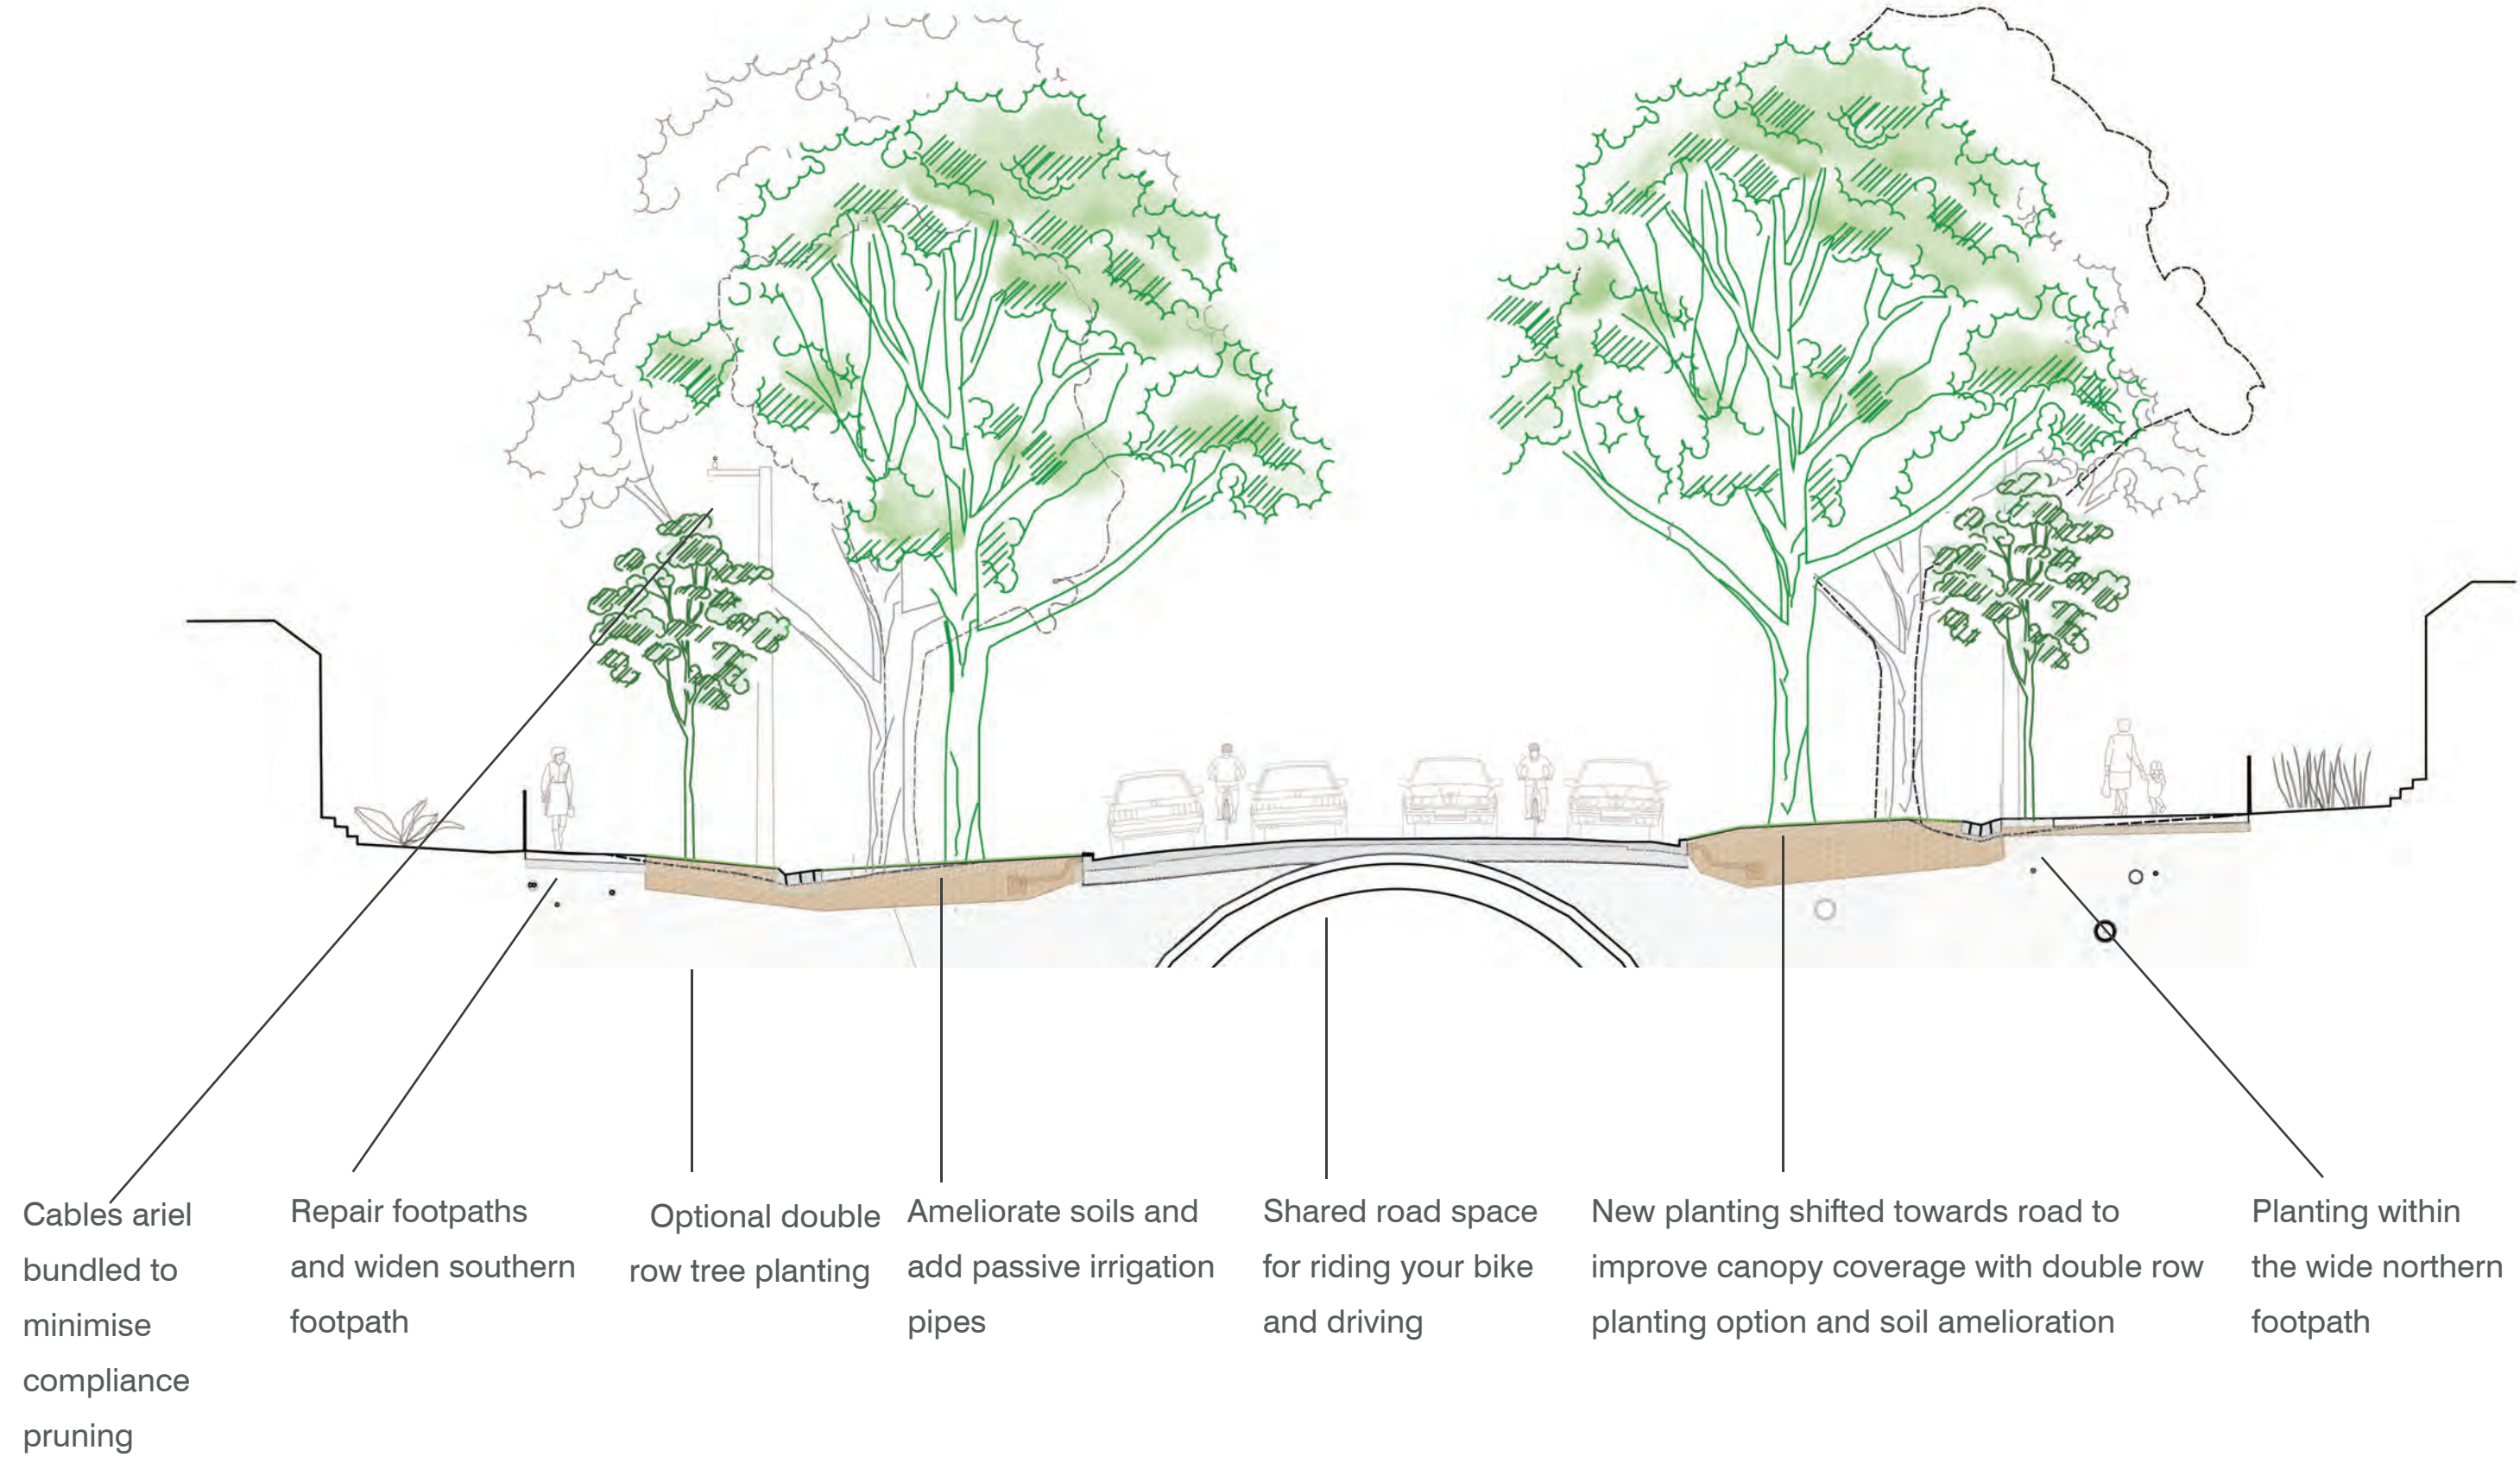 Cables ariel
bundled to
minimise
compliance
pruning
Repair footpaths
and widen southern
footpath
Optional double
row tree planting
Ameliorate soils and
add passive irrigation
pipes
Shared road space
for riding your bike
and driving
New planting shifted towards road to
improve canopy coverage with double row
planting option and soil amelioration
Planting within
the wide northern
footpath